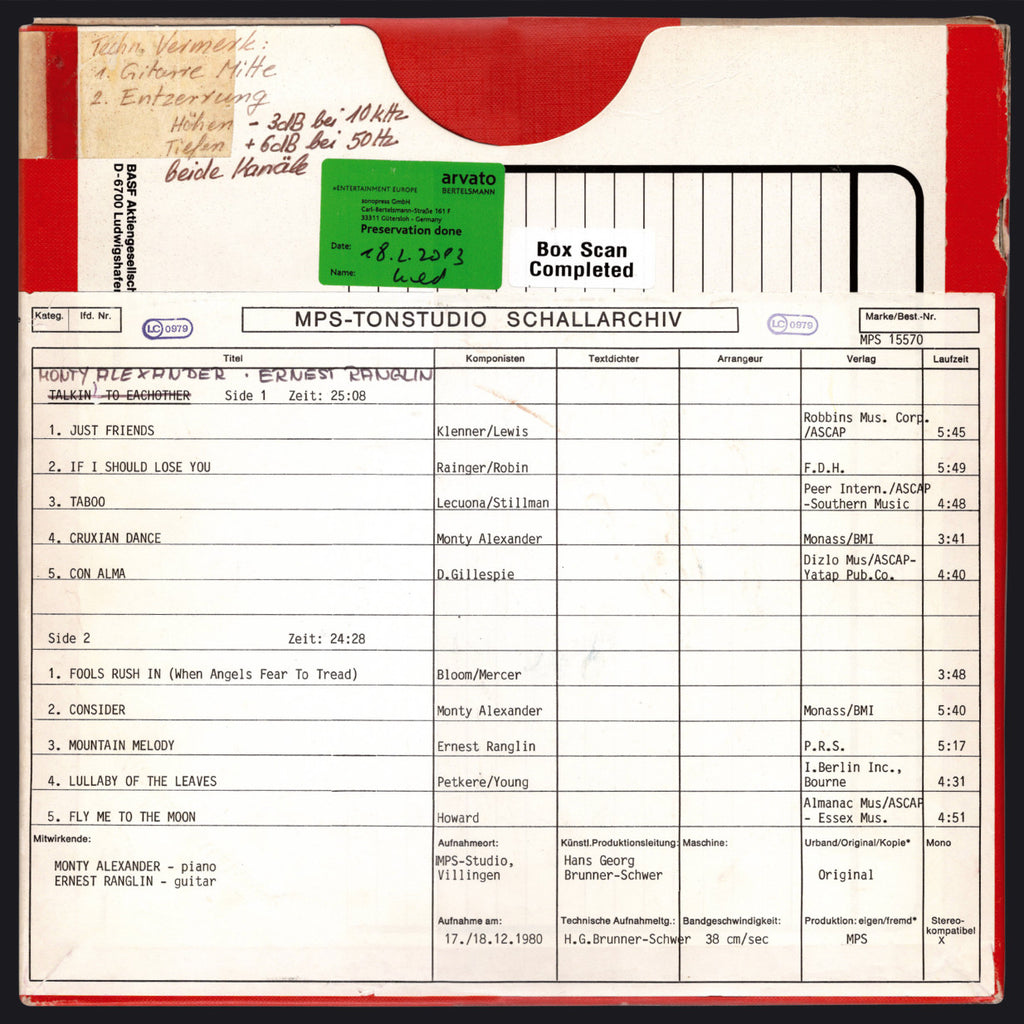 Techn. Vermerk:
1. Gitarre Mitte
2. Entzerrung
Höhen - 3dB bei 10kHz
Tiefen + 6dB bei 50Hz
beide Kanäle
BASF Aktiengesellsch
D-6700 Ludwigshafen
arvato
BERTELSMANN
»ENTERTAINMENT EUROPE
sonopress GmbH
Carl-Bertelsmann-Straße 161 F
33311 Gütersloh - Germany
Preservation done
Date: 18.2.2013
Name:
Box Scan
Completed
Kateg. lfd. Nr.
LC 0979
MPS-TONSTUDIO SCHALLARCHIV
LC 0979
Marke/Best.-Nr.
MPS 15570
Titel Komponisten Textdichter Arrangeur Verlag Laufzeit
MONTY ALEXANDER · ERNEST RANGLIN
TALKIN' TO EACHOTHER Side 1 Zeit: 25:08
1. JUST FRIENDS Klenner/Lewis Robbins Mus. Corp. /ASCAP 5:45
2. IF I SHOULD LOSE YOU Rainger/Robin F.D.H. 5:49
3. TABOO Lecuona/Stillman Peer Intern./ASCAP -Southern Music 4:48
4. CRUXIAN DANCE Monty Alexander Monass/BMI 3:41
5. CON ALMA D.Gillespie Dizlo Mus/ASCAP- Yatap Pub.Co. 4:40
Side 2 Zeit: 24:28
1. FOOLS RUSH IN (When Angels Fear To Tread) Bloom/Mercer 3:48
2. CONSIDER Monty Alexander Monass/BMI 5:40
3. MOUNTAIN MELODY Ernest Ranglin P.R.S. 5:17
4. LULLABY OF THE LEAVES Petkere/Young I.Berlin Inc., Bourne 4:31
5. FLY ME TO THE MOON Howard Almanac Mus/ASCAP - Essex Mus. 4:51
Mitwirkende:
MONTY ALEXANDER - piano
ERNEST RANGLIN - guitar
Aufnahmeort:
MPS-Studio,
Villingen
Künstl.Produktionsleitung:
Hans Georg
Brunner-Schwer
Maschine:
Urband/Original/Kopie*
Original
Mono
Aufnahme am:
17./18.12.1980
Technische Aufnahmeltg.:
H.G.Brunner-Schwer
Bandgeschwindigkeit:
38 cm/sec
Produktion: eigen/fremd*
MPS
Stereo-
kompatibel
X